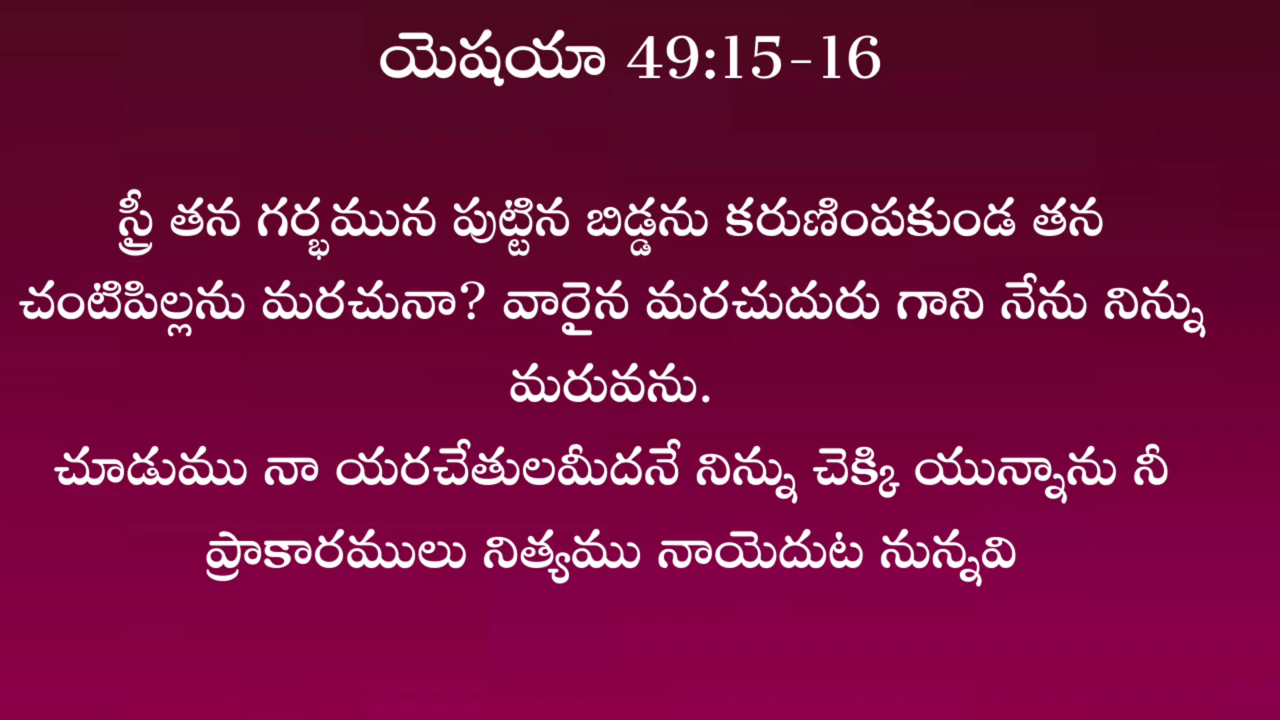 యెషయా 49:15-16
స్త్రీ తన గర్భమున పుట్టిన బిడ్డను కరుణింపకుండ తన
చంటిపిల్లను మరచునా? వారైన మరచుదురు గాని నేను నిన్ను
మరువను.
చూడుము నా యరచేతులమీదనే నిన్ను చెక్కి యున్నాను నీ
ప్రాకారములు నిత్యము నాయెదుట నున్నవి